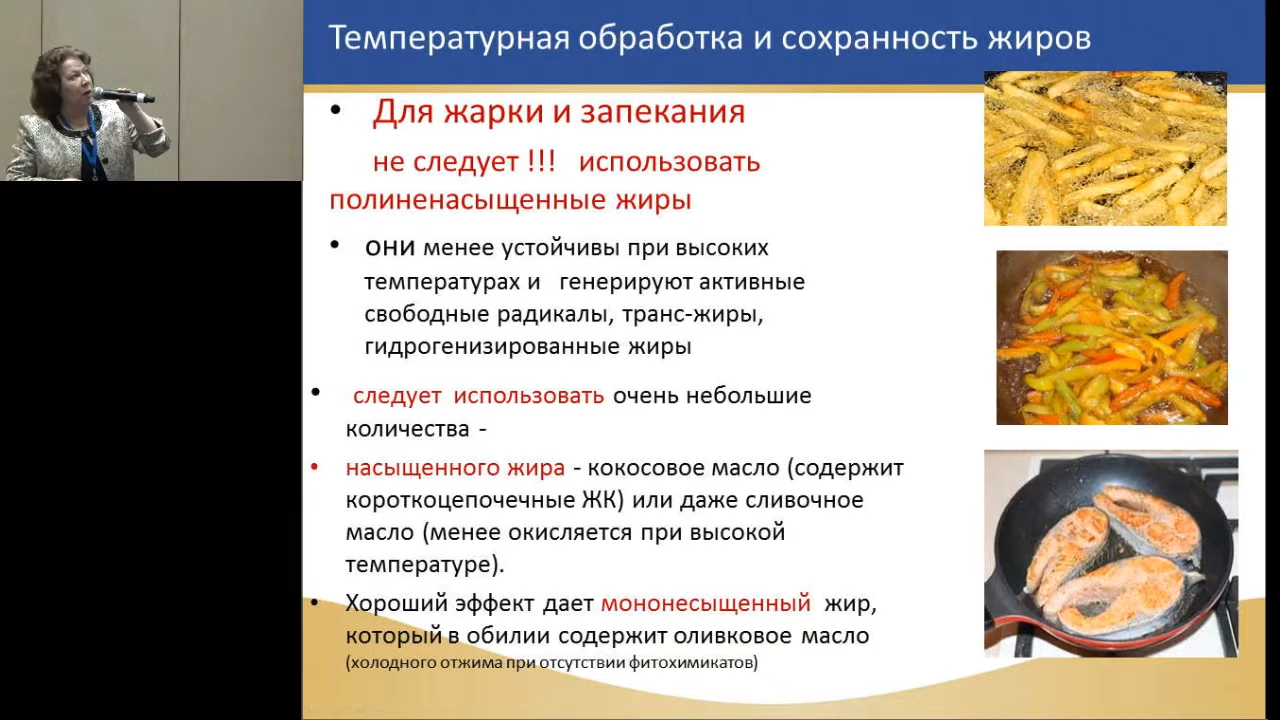 Температурная обработка и сохранность жиров
• Для жарки и запекания
не следует !!! использовать
полиненасыщенные жиры
• они менее устойчивы при высоких
температурах и генерируют активные
свободные радикалы, транс-жиры,
гидрогенизированные жиры
• следует использовать очень небольшие
количества -
• насыщенного жира - кокосовое масло (содержит
короткоцепочечные ЖК) или даже сливочное
масло (менее окисляется при высокой
температуре).
• Хороший эффект дает мононесыщенный жир,
который в обилии содержит оливковое масло
(холодного отжима при отсутствии фитохимикатов)